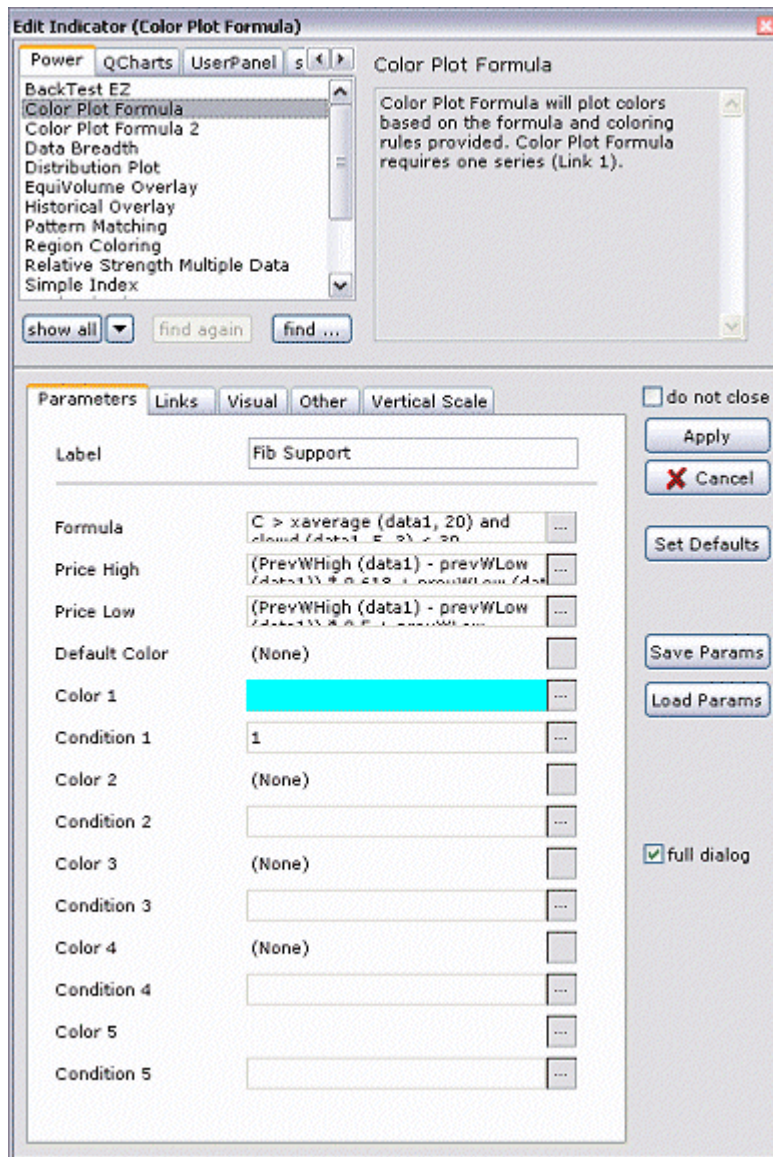 Edit Indicator (Color Plot Formula)
Power QCharts UserPanel s
BackTest EZ
Color Plot Formula
Color Plot Formula 2
Data Breadth
Distribution Plot
EquiVolume Overlay
Historical Overlay
Pattern Matching
Region Coloring
Relative Strength Multiple Data
Simple Index
show all find again find ...
Color Plot Formula
Color Plot Formula will plot colors
based on the formula and coloring
rules provided. Color Plot Formula
requires one series (Link 1).
Parameters Links Visual Other Vertical Scale
Label Fib Support
Formula C > xaverage (data1, 20) and
...
Price High (PrevWHigh (data1) - prevWLow
...
Price Low (PrevWHigh (data1) - prevWLow
...
Default Color (None)
Color 1 ...
Condition 1 1 ...
Color 2 (None)
Condition 2 ...
Color 3 (None)
Condition 3 ...
Color 4 (None)
Condition 4 ...
Color 5
Condition 5 ...
do not close
Apply
Cancel
Set Defaults
Save Params
Load Params
full dialog